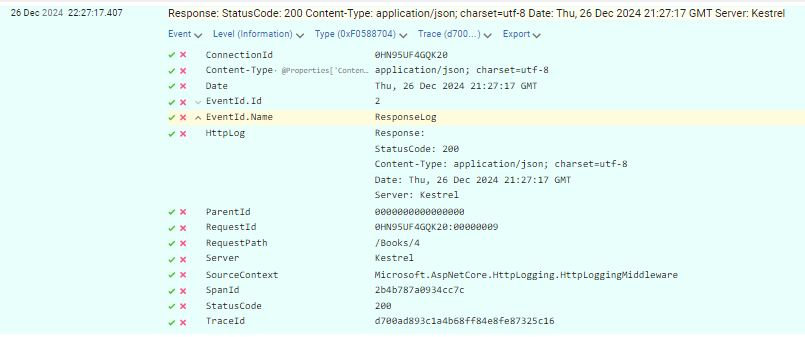 26 Dec 2024 22:27:17.407 Response: StatusCode: 200 Content-Type: application/json; charset=utf-8 Date: Thu, 26 Dec 2024 21:27:17 GMT Server: Kestrel
Event Level (Information) Type (0xF0588704) Trace (d700...) Export
ConnectionId 0HN95UF4GQK20
Content-Type · @Properties['Conten... application/json; charset=utf-8
Date Thu, 26 Dec 2024 21:27:17 GMT
EventId.Id 2
EventId.Name ResponseLog
HttpLog Response:
StatusCode: 200
Content-Type: application/json; charset=utf-8
Date: Thu, 26 Dec 2024 21:27:17 GMT
Server: Kestrel
ParentId 0000000000000000
RequestId 0HN95UF4GQK20:00000009
RequestPath /Books/4
Server Kestrel
SourceContext Microsoft.AspNetCore.HttpLogging.HttpLoggingMiddleware
SpanId 2b4b787a0934cc7c
StatusCode 200
TraceId d700ad893c1a4b68ff84e8fe87325c16